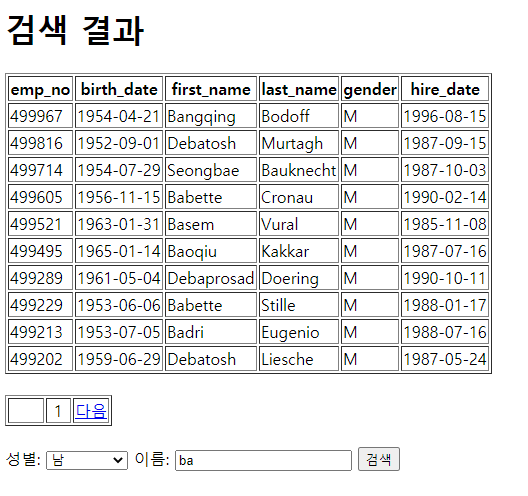 검색 결과
emp_no birth_date first_name last_name gender hire_date
499967 1954-04-21 Bangqing Bodoff M 1996-08-15
499816 1952-09-01 Debatosh Murtagh M 1987-09-15
499714 1954-07-29 Seongbae Bauknecht M 1987-10-03
499605 1956-11-15 Babette Cronau M 1990-02-14
499521 1963-01-31 Basem Vural M 1985-11-08
499495 1965-01-14 Baoqiu Kakkar M 1987-07-16
499289 1961-05-04 Debaprosad Doering M 1990-10-11
499229 1953-06-06 Babette Stille M 1988-01-17
499213 1953-07-05 Badri Eugenio M 1988-07-16
499202 1959-06-29 Debatosh Liesche M 1987-05-24
1 다음
성별: 남 이름: ba 검색